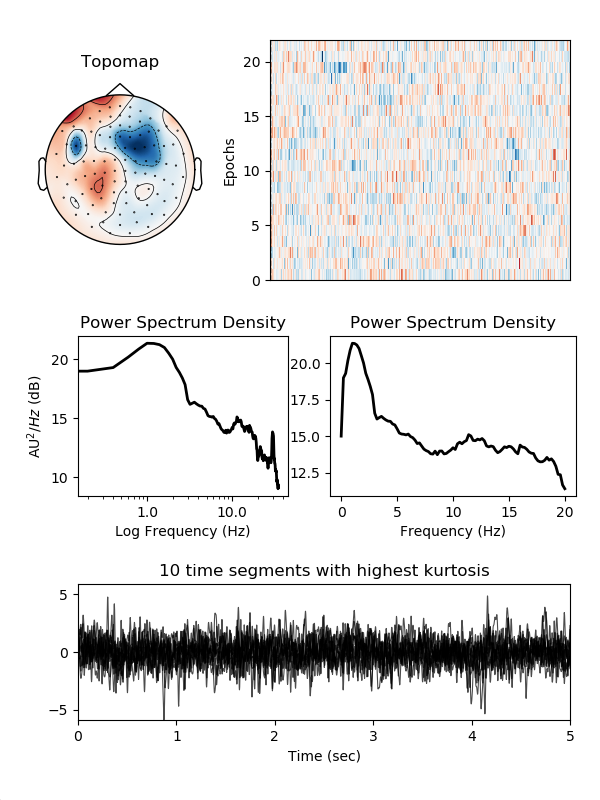 Topomap
Epochs
20
15
10
5
0
Power Spectrum Density
AU²/Hz (dB)
20
15
10
1.0 10.0
Log Frequency (Hz)
Power Spectrum Density
20.0
17.5
15.0
12.5
0 5 10 15 20
Frequency (Hz)
10 time segments with highest kurtosis
5
0
−5
0 1 2 3 4 5
Time (sec)